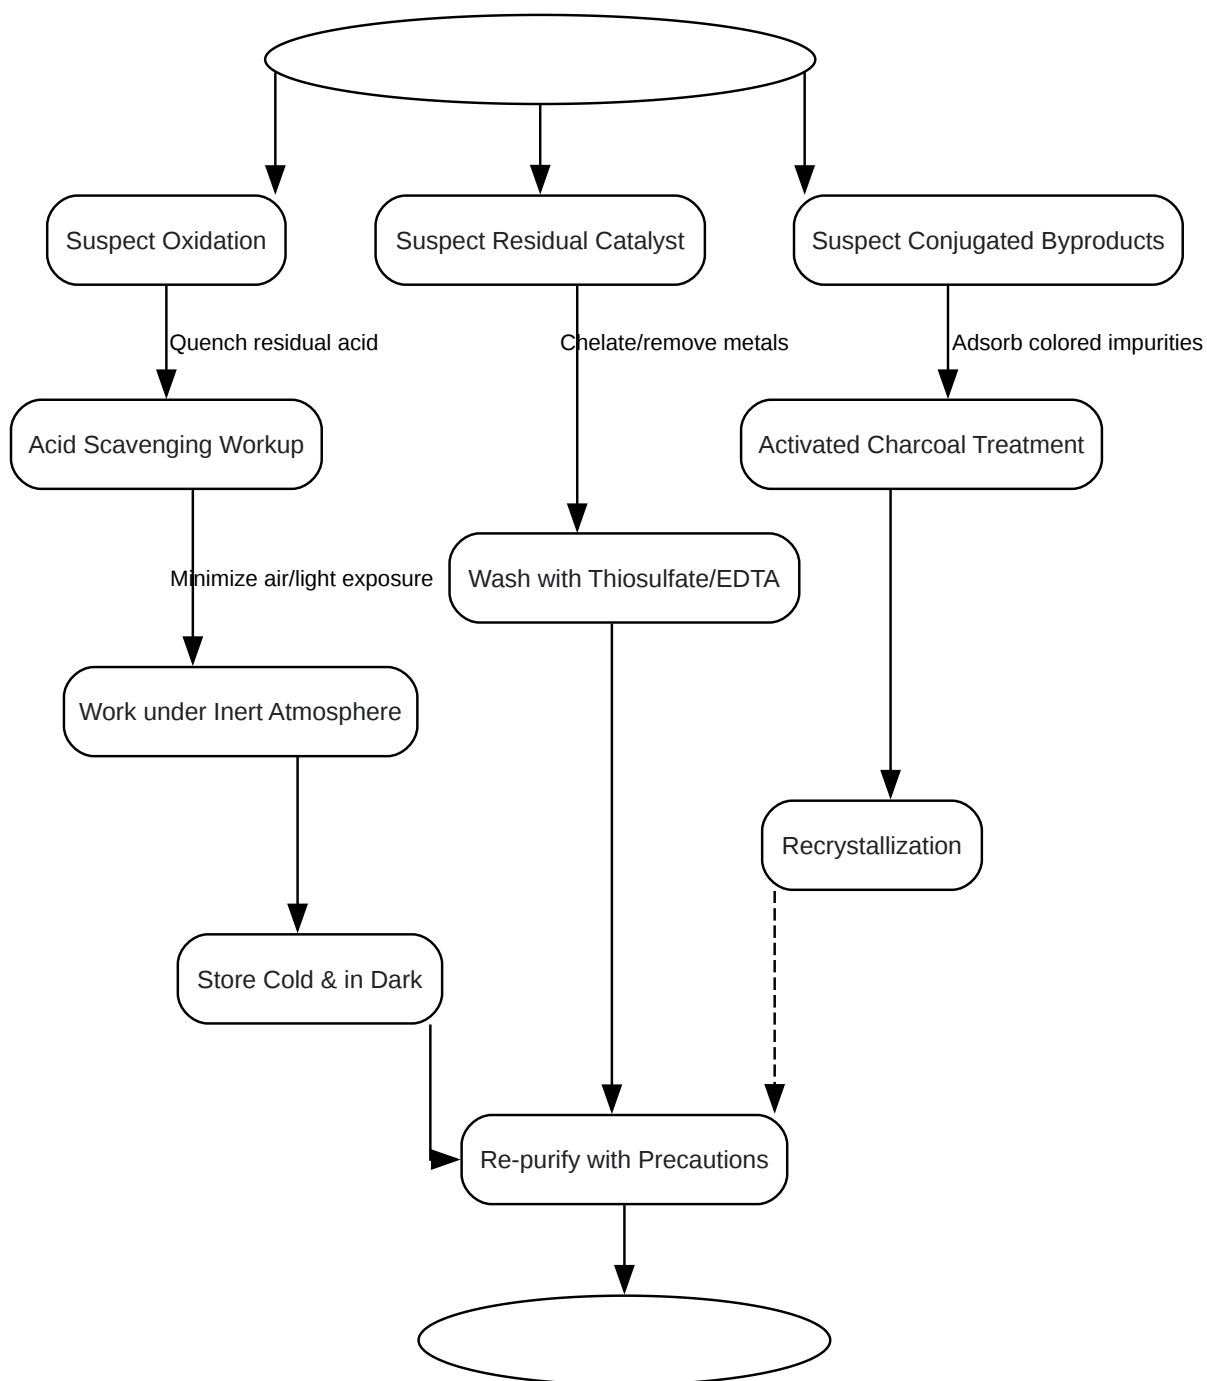 Suspect Oxidation
Suspect Residual Catalyst
Suspect Conjugated Byproducts
Quench residual acid
Chelate/remove metals
Adsorb colored impurities
Acid Scavenging Workup
Activated Charcoal Treatment
Minimize air/light exposure
Wash with Thiosulfate/EDTA
Work under Inert Atmosphere
Recrystallization
Store Cold & in Dark
Re-purify with Precautions